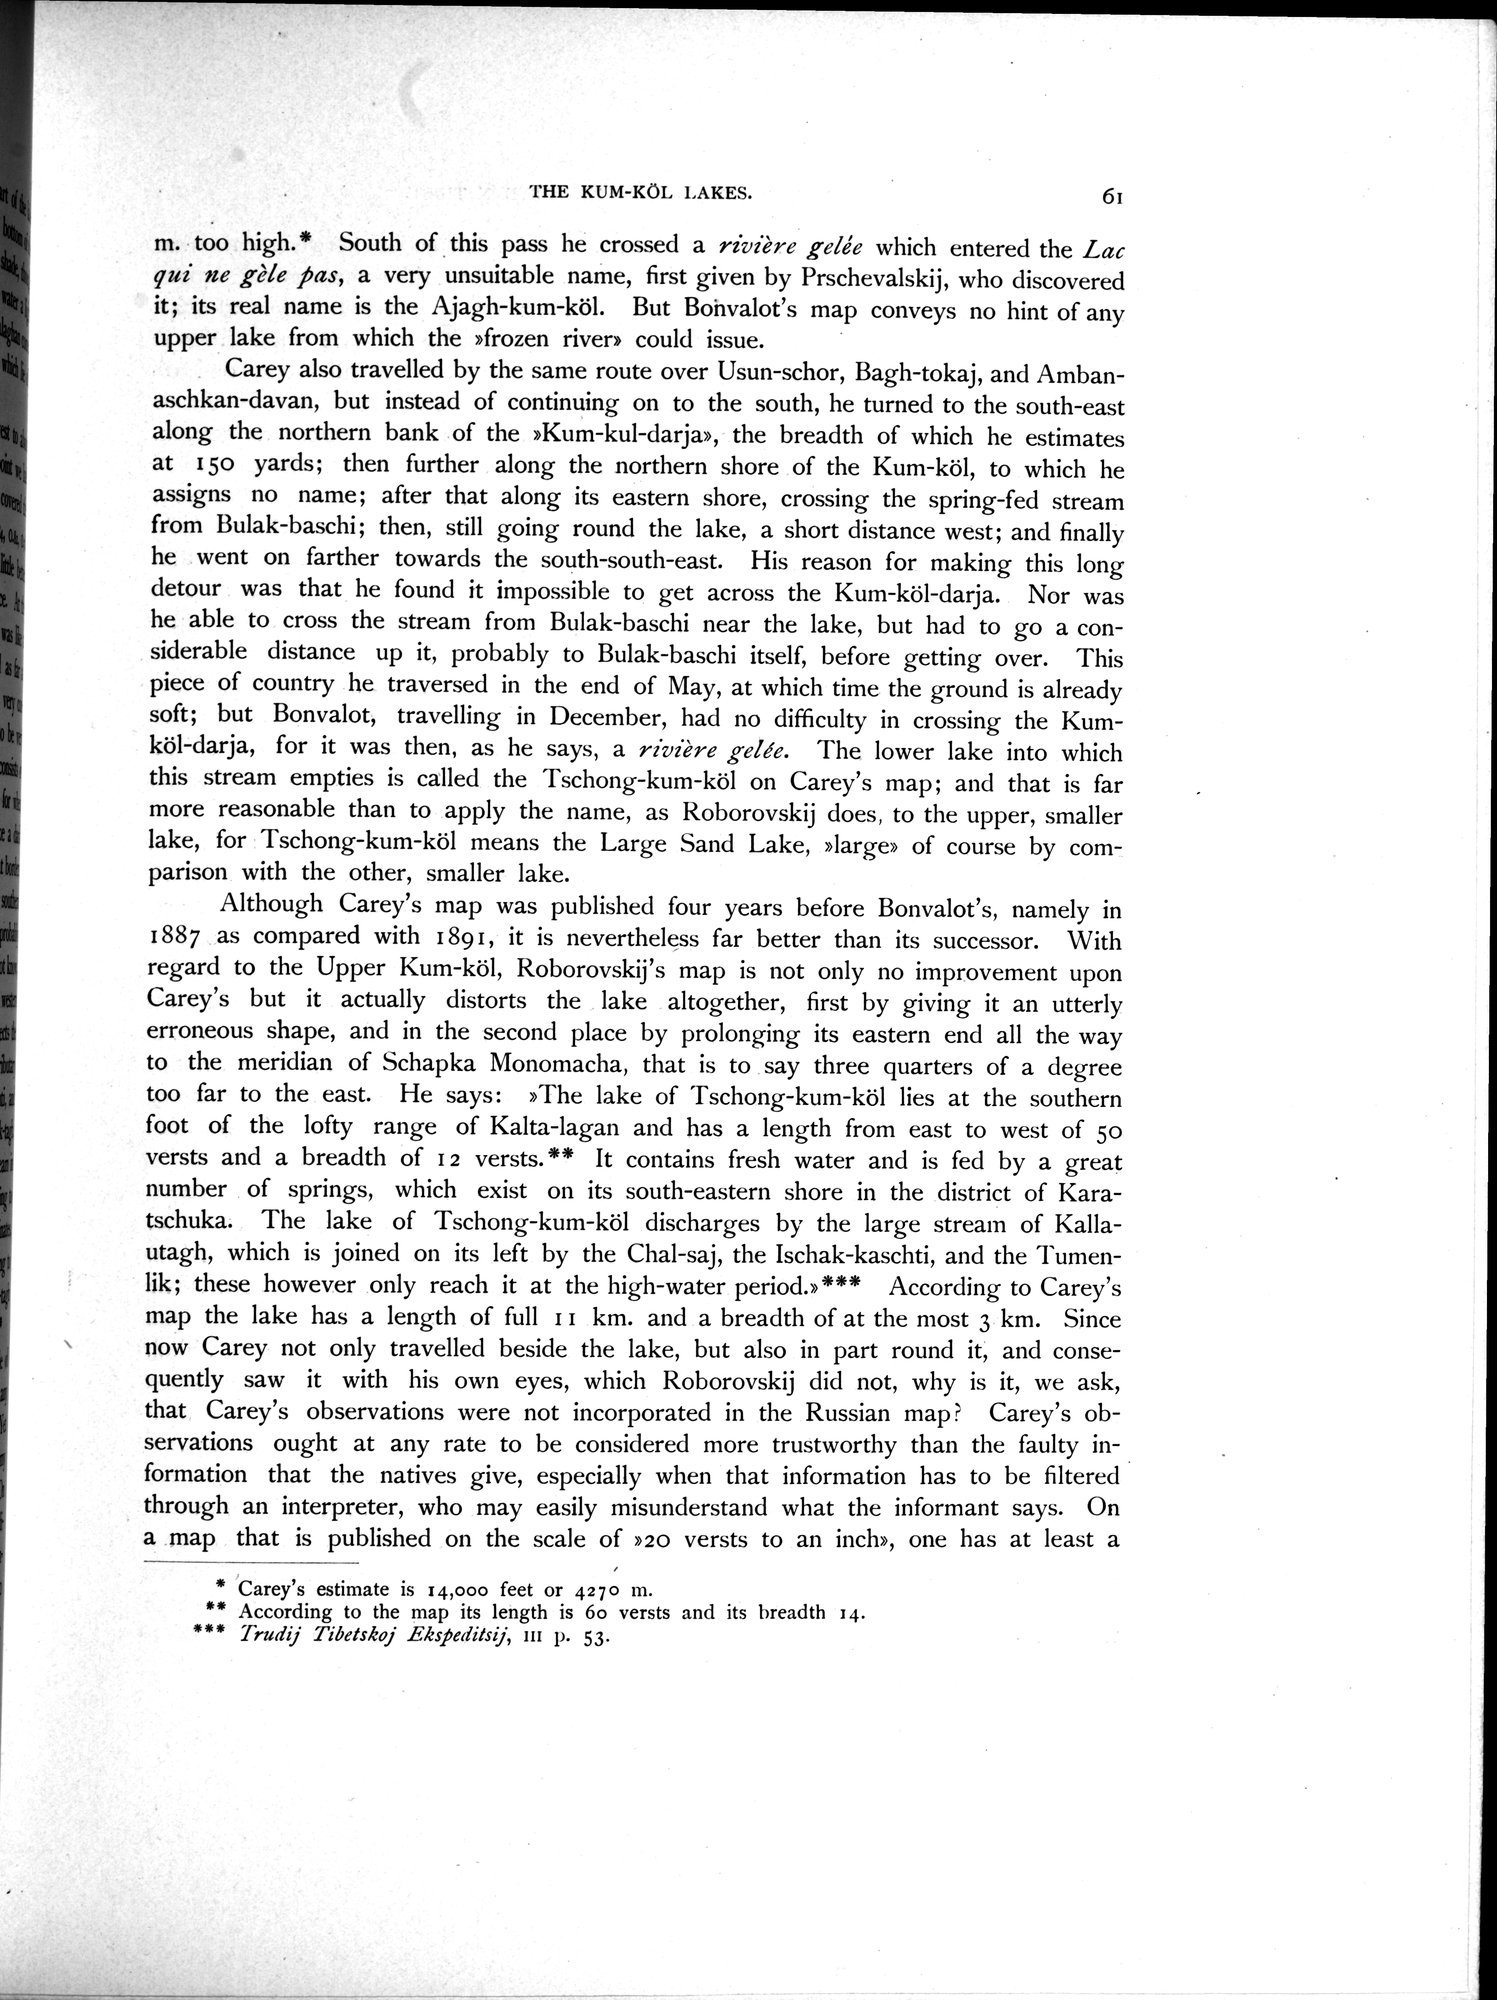 THE KUM-KÖL LAKES. 61
m. too high.* South of this pass he crossed a rivière gelée which entered the Lac
qui ne gèle pas, a very unsuitable name, first given by Prschevalskij, who discovered
it; its real name is the Ajagh-kum-köl. But Bonvalot's map conveys no hint of any
upper lake from which the »frozen river» could issue.
Carey also travelled by the same route over Usun-schor, Bagh-tokaj, and Amban-
aschkan-davan, but instead of continuing on to the south, he turned to the south-east
along the northern bank of the »Kum-kul-darja», the breadth of which he estimates
at 150 yards; then further along the northern shore of the Kum-köl, to which he
assigns no name; after that along its eastern shore, crossing the spring-fed stream
from Bulak-baschi; then, still going round the lake, a short distance west; and finally
he went on farther towards the south-south-east. His reason for making this long
detour was that he found it impossible to get across the Kum-köl-darja. Nor was
he able to cross the stream from Bulak-baschi near the lake, but had to go a con-
siderable distance up it, probably to Bulak-baschi itself, before getting over. This
piece of country he traversed in the end of May, at which time the ground is already
soft; but Bonvalot, travelling in December, had no difficulty in crossing the Kum-
köl-darja, for it was then, as he says, a rivière gelée. The lower lake into which
this stream empties is called the Tschong-kum-köl on Carey's map; and that is far
more reasonable than to apply the name, as Roborovskij does, to the upper, smaller
lake, for Tschong-kum-köl means the Large Sand Lake, »large» of course by com-
parison with the other, smaller lake.
Although Carey's map was published four years before Bonvalot's, namely in
1887 as compared with 1891, it is nevertheless far better than its successor. With
regard to the Upper Kum-köl, Roborovskij's map is not only no improvement upon
Carey's but it actually distorts the lake altogether, first by giving it an utterly
erroneous shape, and in the second place by prolonging its eastern end all the way
to the meridian of Schapka Monomacha, that is to say three quarters of a degree
too far to the east. He says: »The lake of Tschong-kum-köl lies at the southern
foot of the lofty range of Kalta-lagan and has a length from east to west of 50
versts and a breadth of 12 versts.** It contains fresh water and is fed by a great
number of springs, which exist on its south-eastern shore in the district of Kara-
tschuka. The lake of Tschong-kum-köl discharges by the large stream of Kalla-
utagh, which is joined on its left by the Chal-saj, the Ischak-kaschti, and the Tumen-
lik; these however only reach it at the high-water period.»*** According to Carey's
map the lake has a length of full 11 km. and a breadth of at the most 3 km. Since
now Carey not only travelled beside the lake, but also in part round it, and conse-
quently saw it with his own eyes, which Roborovskij did not, why is it, we ask,
that Carey's observations were not incorporated in the Russian map? Carey's ob-
servations ought at any rate to be considered more trustworthy than the faulty in-
formation that the natives give, especially when that information has to be filtered
through an interpreter, who may easily misunderstand what the informant says. On
a map that is published on the scale of »20 versts to an inch», one has at least a
* Carey's estimate is 14,000 feet or 4270 m.
** According to the map its length is 60 versts and its breadth 14.
*** Trudij Tibetskoj Ekspeditsij, III p. 53.